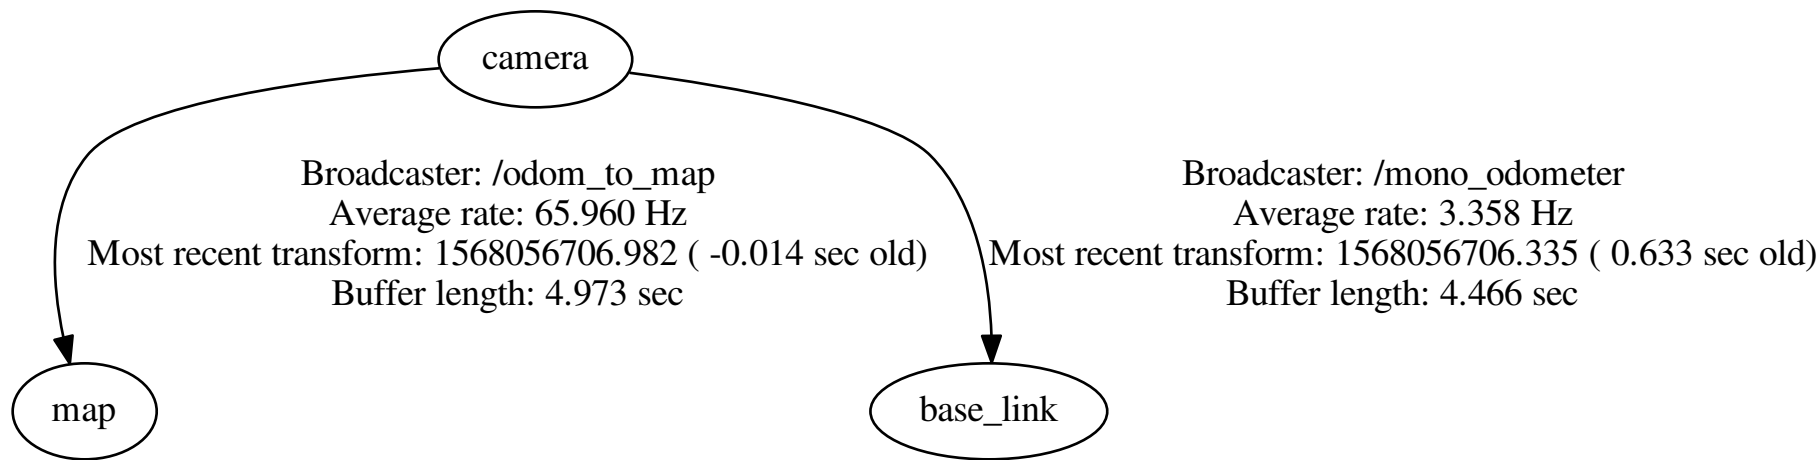 camera
Broadcaster: /odom_to_map
Average rate: 65.960 Hz
Most recent transform: 1568056706.982 ( -0.014 sec old)
Buffer length: 4.973 sec
Broadcaster: /mono_odometer
Average rate: 3.358 Hz
Most recent transform: 1568056706.335 ( 0.633 sec old)
Buffer length: 4.466 sec
map
base_link